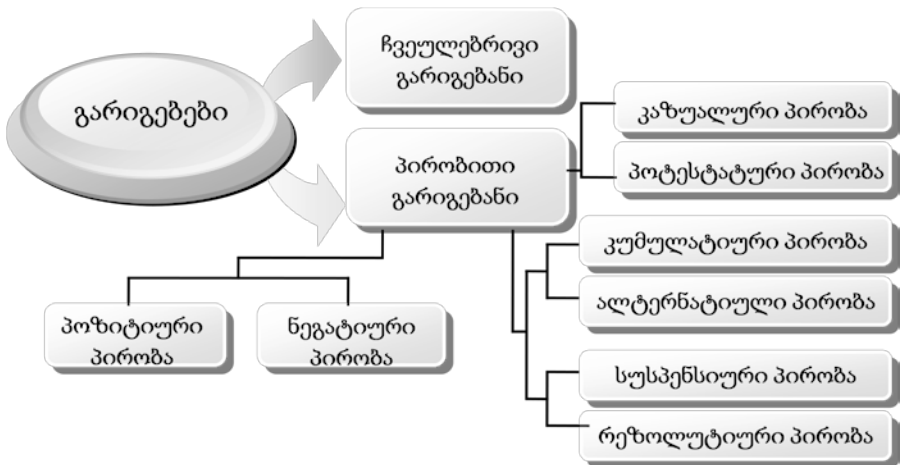 გარიგებები
ჩვეულებრივი
გარიგებანი
პირობითი
გარიგებანი
კაზუალური პირობა
პოტესტატური პირობა
კუმულატიური პირობა
ალტერნატიული პირობა
სუსპენსიური პირობა
რეზოლუტიური პირობა
პოზიტიური
პირობა
ნეგატიური
პირობა